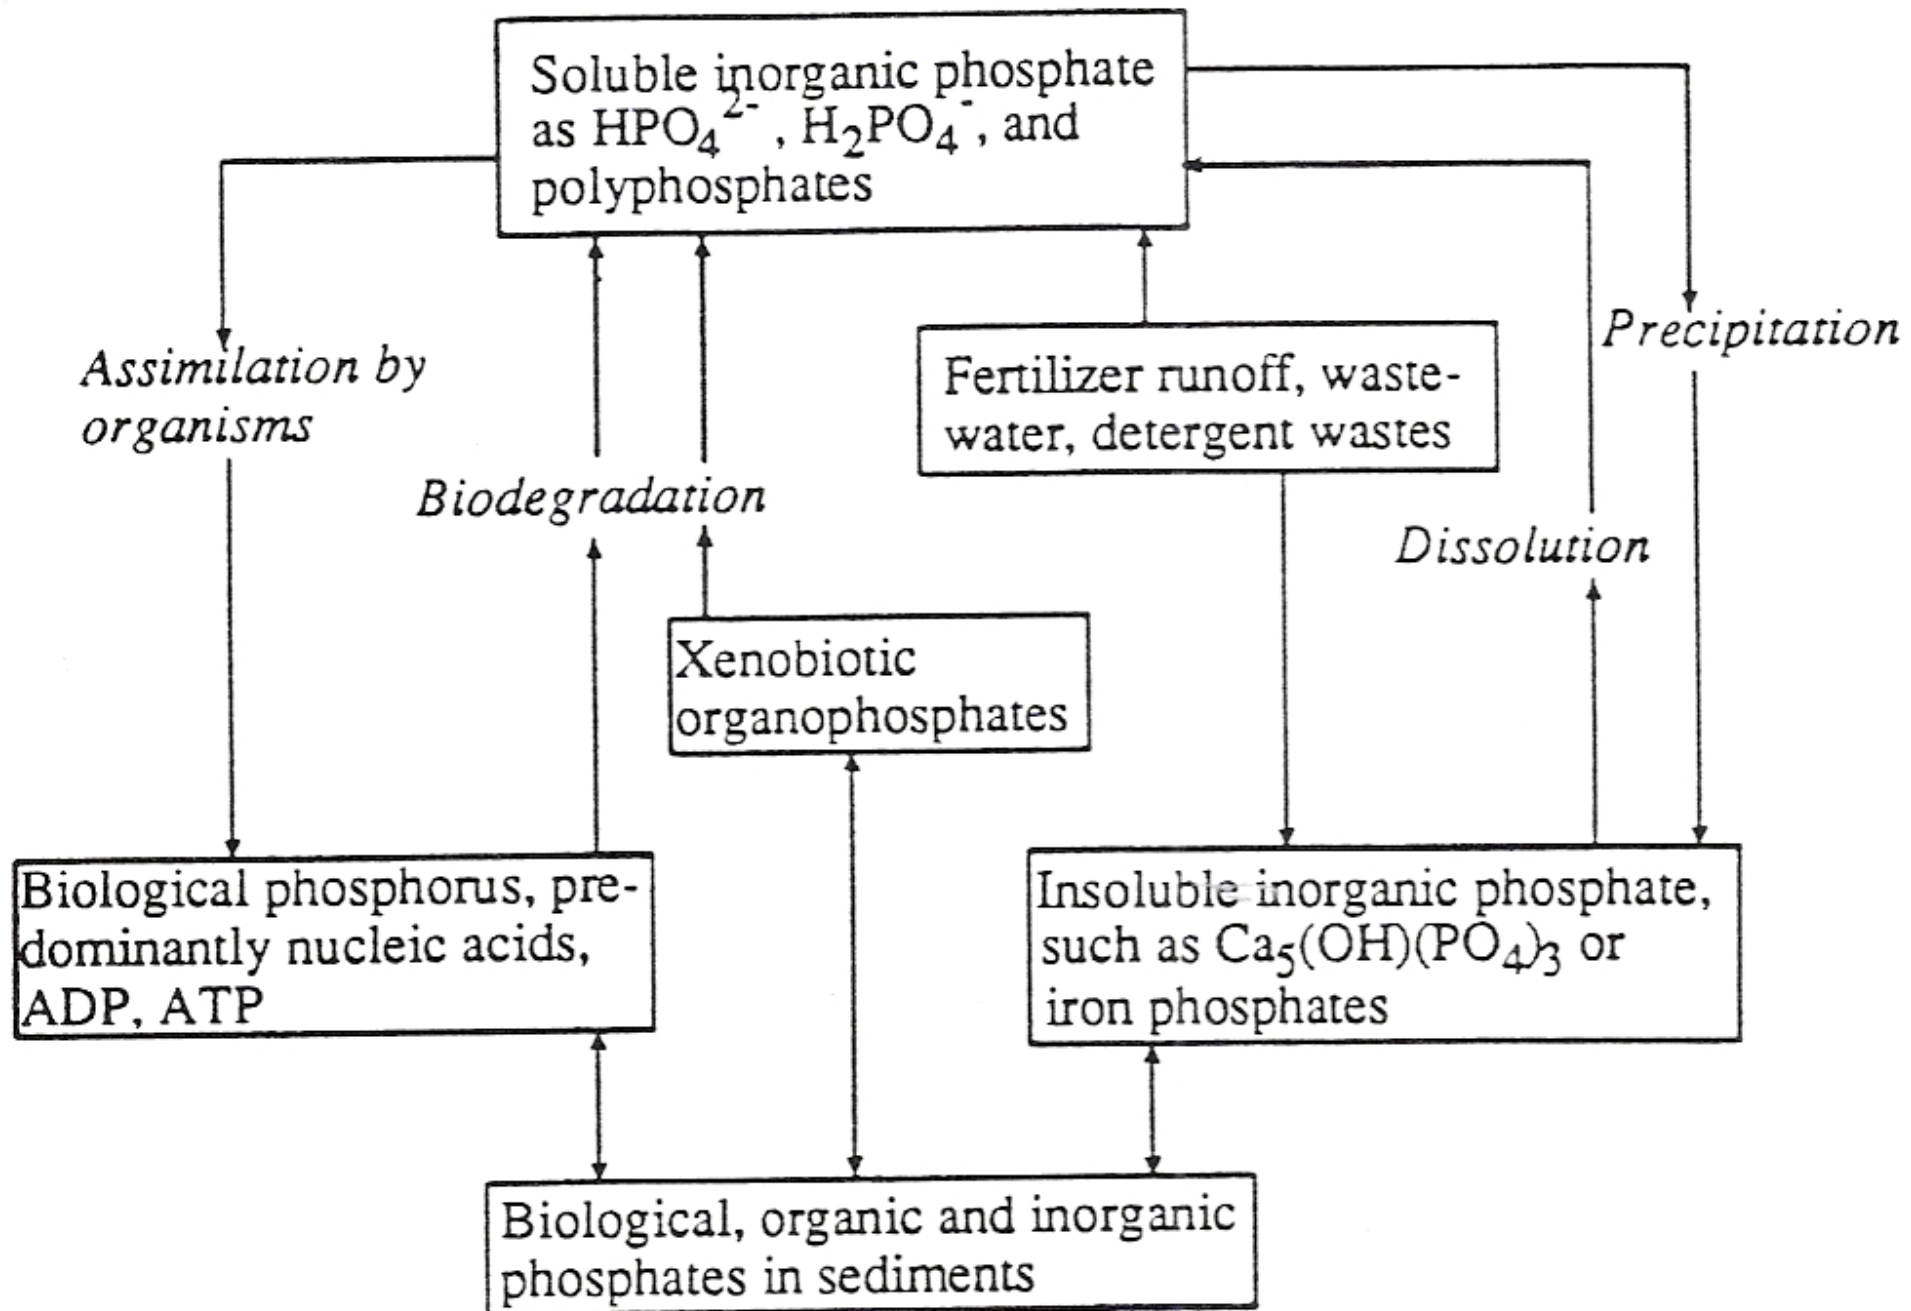 Soluble inorganic phosphate
as HPO₄²⁻, H₂PO₄⁻, and
polyphosphates
Assimilation by
organisms
Biodegradation
Fertilizer runoff, waste-
water, detergent wastes
Precipitation
Dissolution
Xenobiotic
organophosphates
Biological phosphorus, pre-
dominantly nucleic acids,
ADP, ATP
Insoluble inorganic phosphate,
such as Ca₅(OH)(PO₄)₃ or
iron phosphates
Biological, organic and inorganic
phosphates in sediments